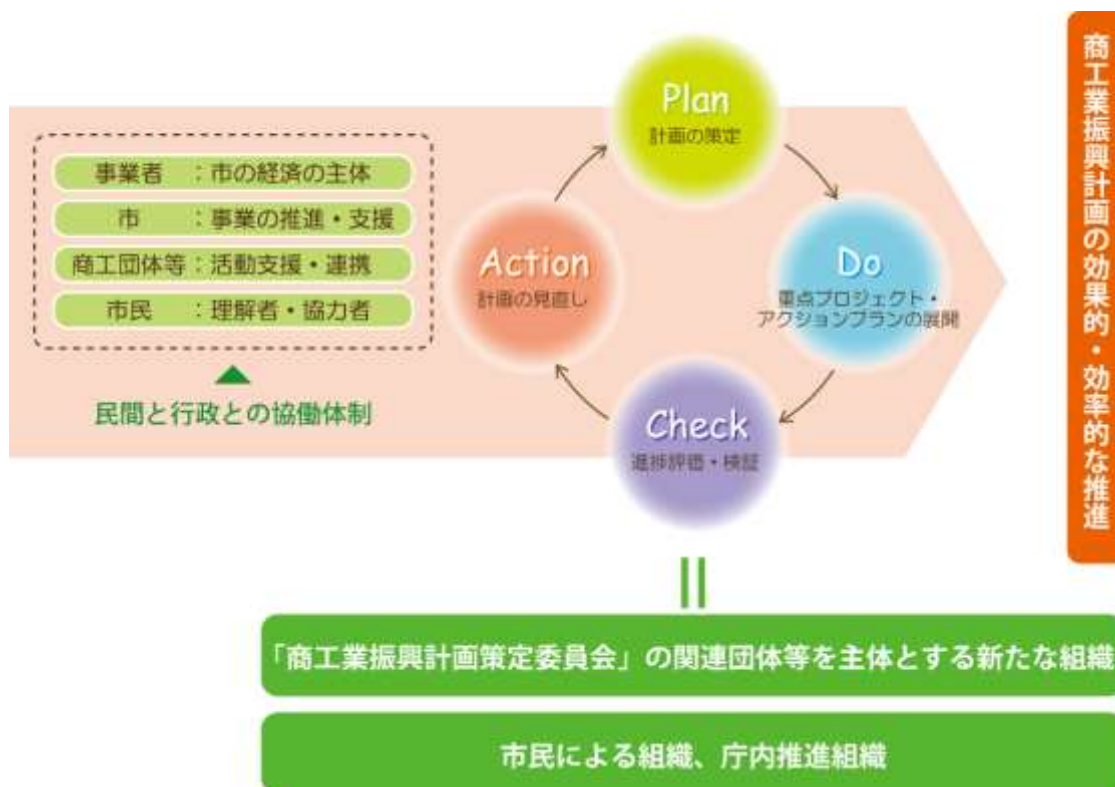 Plan
計画の策定
事業者　：市の経済の主体
市　：事業の推進・支援
商工団体等：活動支援・連携
市民　：理解者・協力者
民間と行政との協働体制
Action
計画の見直し
Do
重点プロジェクト・
アクションプランの展開
Check
進捗評価・検証
商工業振興計画の効果的・効率的な推進
「商工業振興計画策定委員会」の関連団体等を主体とする新たな組織
市民による組織、庁内推進組織